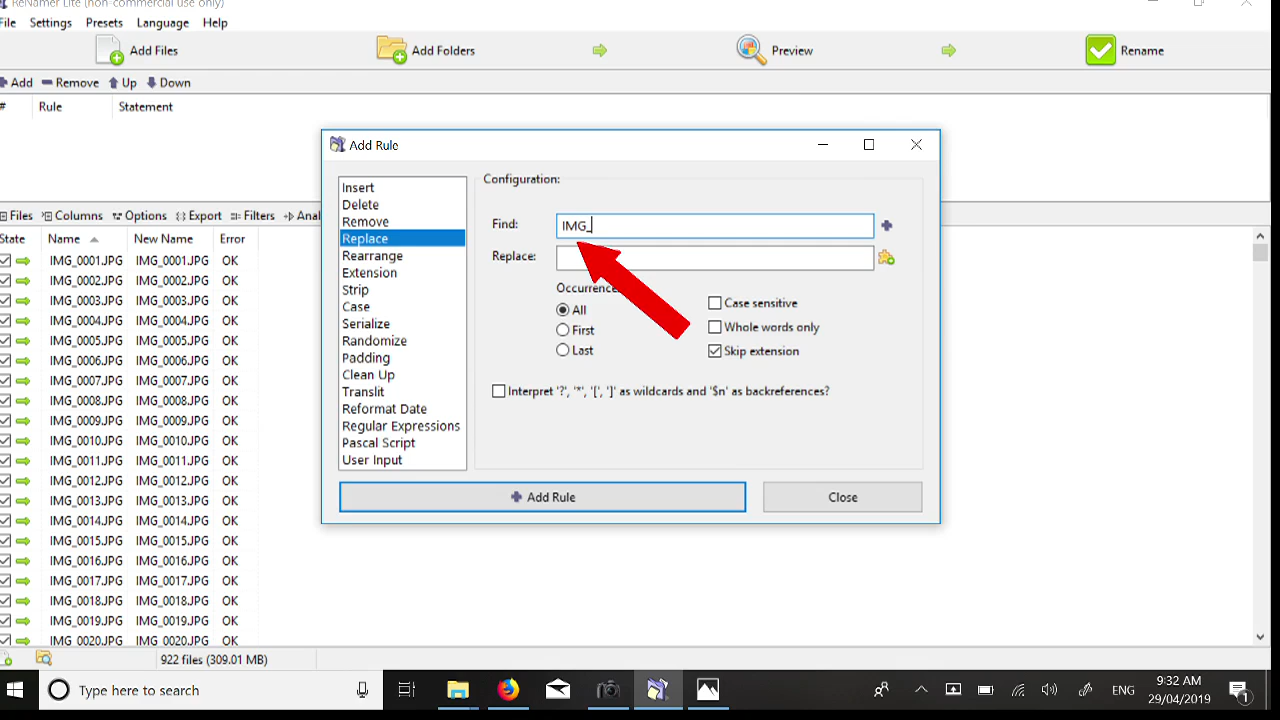 ReNamer Lite (non-commercial use only)
File Settings Presets Language Help
Add Files Add Folders Preview Rename
Add Remove Up Down
# Rule Statement
Add Rule
Insert
Delete
Remove
Replace
Rearrange
Extension
Strip
Case
Serialize
Randomize
Padding
Clean Up
Translit
Reformat Date
Regular Expressions
Pascal Script
User Input
Configuration:
Find: IMG_
Replace:
Occurrence
All
First
Last
Case sensitive
Whole words only
Skip extension
Interpret '?', '*', '[', ']' as wildcards and '$n' as backreferences?
Add Rule Close
Files Columns Options Export Filters Anal
State Name New Name Error
IMG_0001.JPG IMG_0001.JPG OK
IMG_0002.JPG IMG_0002.JPG OK
IMG_0003.JPG IMG_0003.JPG OK
IMG_0004.JPG IMG_0004.JPG OK
IMG_0005.JPG IMG_0005.JPG OK
IMG_0006.JPG IMG_0006.JPG OK
IMG_0007.JPG IMG_0007.JPG OK
IMG_0008.JPG IMG_0008.JPG OK
IMG_0009.JPG IMG_0009.JPG OK
IMG_0010.JPG IMG_0010.JPG OK
IMG_0011.JPG IMG_0011.JPG OK
IMG_0012.JPG IMG_0012.JPG OK
IMG_0013.JPG IMG_0013.JPG OK
IMG_0014.JPG IMG_0014.JPG OK
IMG_0015.JPG IMG_0015.JPG OK
IMG_0016.JPG IMG_0016.JPG OK
IMG_0017.JPG IMG_0017.JPG OK
IMG_0018.JPG IMG_0018.JPG OK
IMG_0019.JPG IMG_0019.JPG OK
IMG_0020.JPG IMG_0020.JPG OK
922 files (309.01 MB)
Type here to search
ENG
9:32 AM
29/04/2019
1